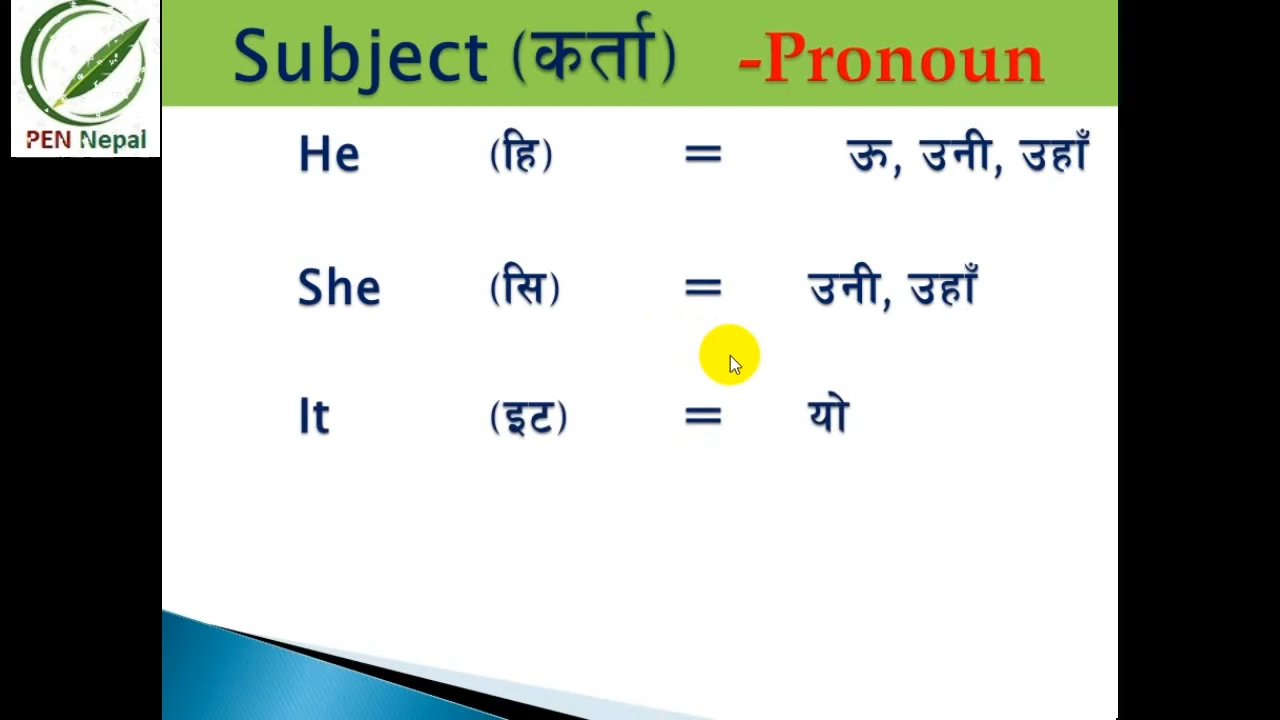 PEN Nepal
Subject (कर्ता) -Pronoun
He (हि) = ऊ, उनी, उहाँ
She (सि) = उनी, उहाँ
It (इट) = यो